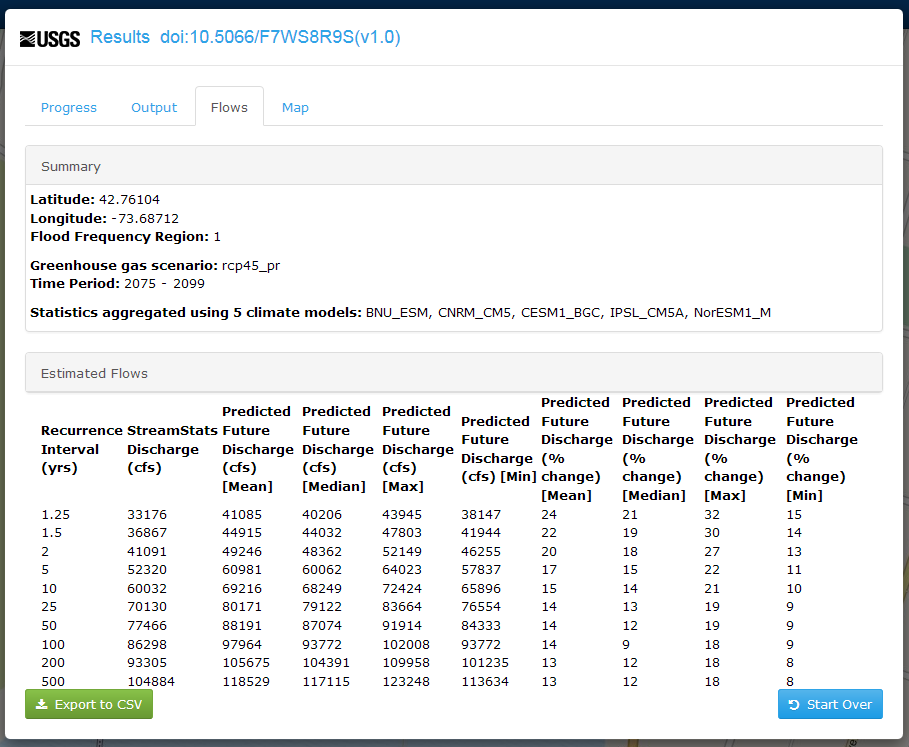 USGS Results doi:10.5066/F7WS8R9S(v1.0)
Progress Output Flows Map
Summary
Latitude: 42.76104
Longitude: -73.68712
Flood Frequency Region: 1
Greenhouse gas scenario: rcp45_pr
Time Period: 2075 - 2099
Statistics aggregated using 5 climate models: BNU_ESM, CNRM_CM5, CESM1_BGC, IPSL_CM5A, NorESM1_M
Estimated Flows
Recurrence Interval (yrs) StreamStats Discharge (cfs) Predicted Future Discharge (cfs) [Mean] Predicted Future Discharge (cfs) [Median] Predicted Future Discharge (cfs) [Max] Predicted Future Discharge (cfs) [Min] Predicted Future Discharge (% change) [Mean] Predicted Future Discharge (% change) [Median] Predicted Future Discharge (% change) [Max] Predicted Future Discharge (% change) [Min]
1.25 33176 41085 40206 43945 38147 24 21 32 15
1.5 36867 44915 44032 47803 41944 22 19 30 14
2 41091 49246 48362 52149 46255 20 18 27 13
5 52320 60981 60062 64023 57837 17 15 22 11
10 60032 69216 68249 72424 65896 15 14 21 10
25 70130 80171 79122 83664 76554 14 13 19 9
50 77466 88191 87074 91914 84333 14 12 19 9
100 86298 97964 93772 102008 93772 14 9 18 9
200 93305 105675 104391 109958 101235 13 12 18 8
500 104884 118529 117115 123248 113634 13 12 18 8
Export to CSV Start Over